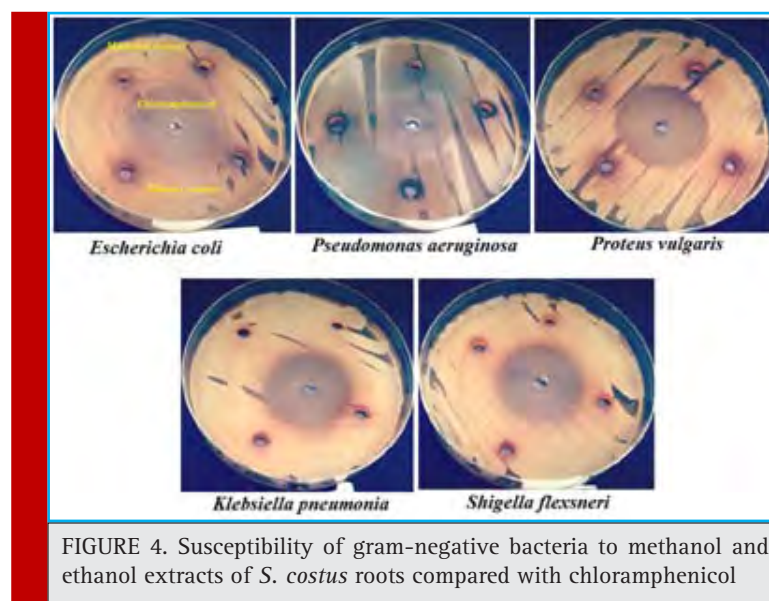 Chloramphenicol
Escherichia coli
Pseudomonas aeruginosa
Proteus vulgaris
Klebsiella pneumonia
Shigella flexsneri
FIGURE 4. Susceptibility of gram-negative bacteria to methanol and
ethanol extracts of S. costus roots compared with chloramphenicol